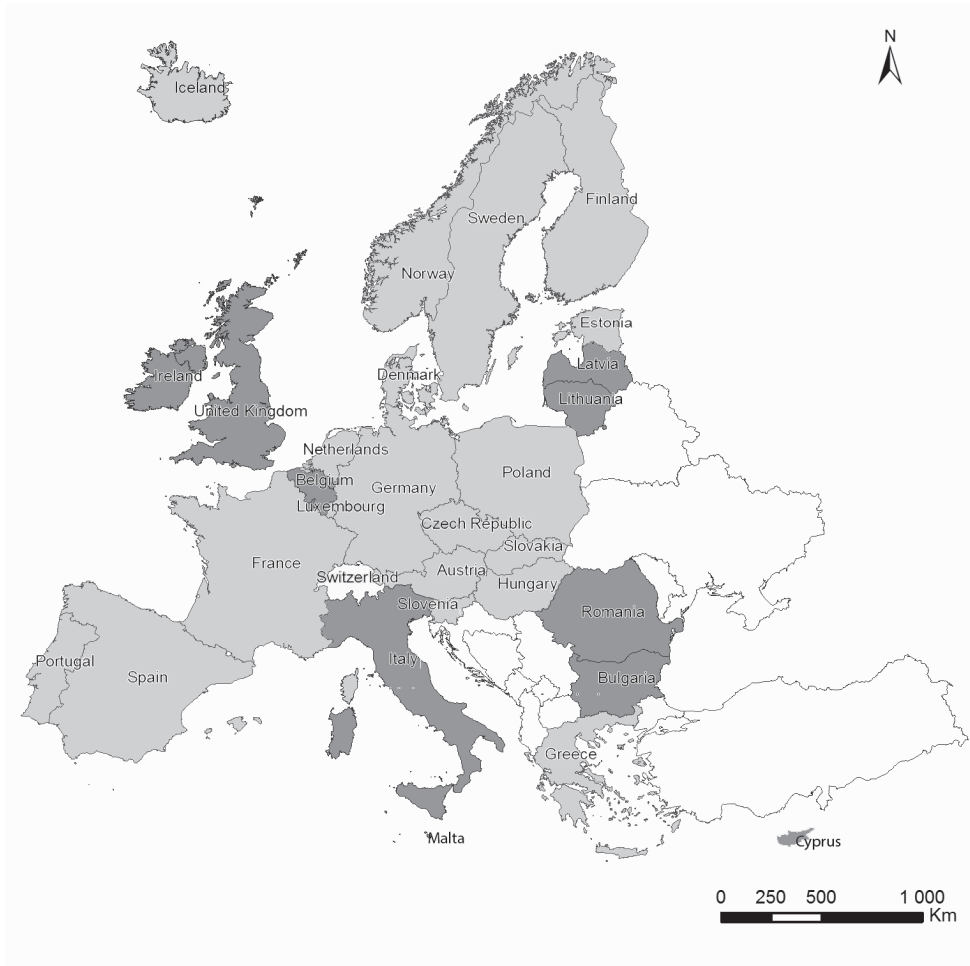 N
Iceland
Finland
Sweden
Norway
Estonia
Latvia
Denmark
Ireland
Lithuania
United Kingdom
Netherlands
Poland
Belgium
Germany
Luxembourg
Czech Republic
Slovakia
France
Austria
Switzerland
Hungary
Slovenia
Romania
Italy
Portugal
Spain
Bulgaria
Greece
Malta
Cyprus
0 250 500 1 000
Km